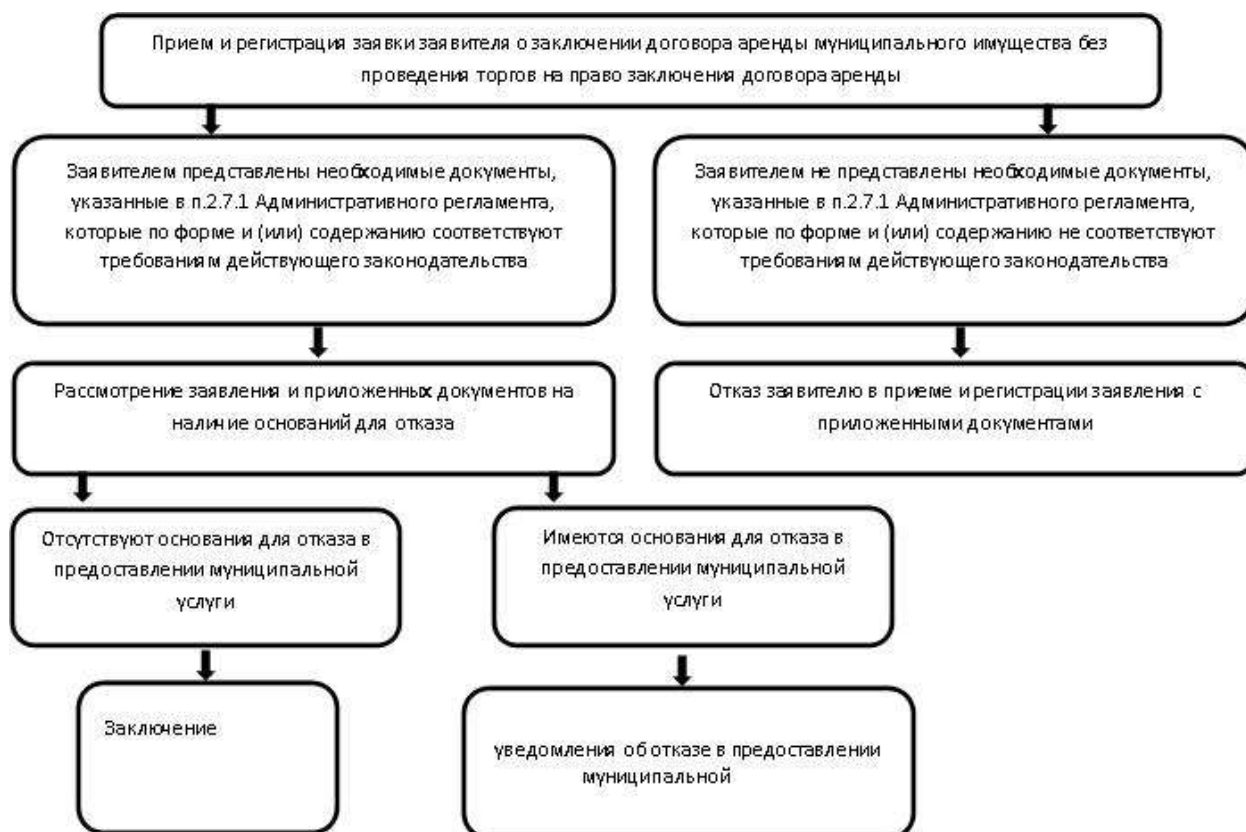 Прием и регистрация заявки заявителя о заключении договора аренды муниципального имущества без
проведения торгов на право заключения договора аренды
Заявителем представлены необходимые документы,
указанные в п.2.7.1 Административного регламента,
которые по форме и (или) содержанию соответствуют
требованиям действующего законодательства
Заявителем не представлены необходимые документы,
указанные в п.2.7.1 Административного регламента,
которые по форме и (или) содержанию не соответствуют
требованиям действующего законодательства
Рассмотрение заявления и приложенных документов на
наличие оснований для отказа
Отказ заявителю в приеме и регистрации заявления с
приложенными документами
Отсутствуют основания для отказа в
предоставлении муниципальной
услуги
Имеются основания для отказа в
предоставлении муниципальной
услуги
Заключение
уведомления об отказе в предоставлении
муниципальной